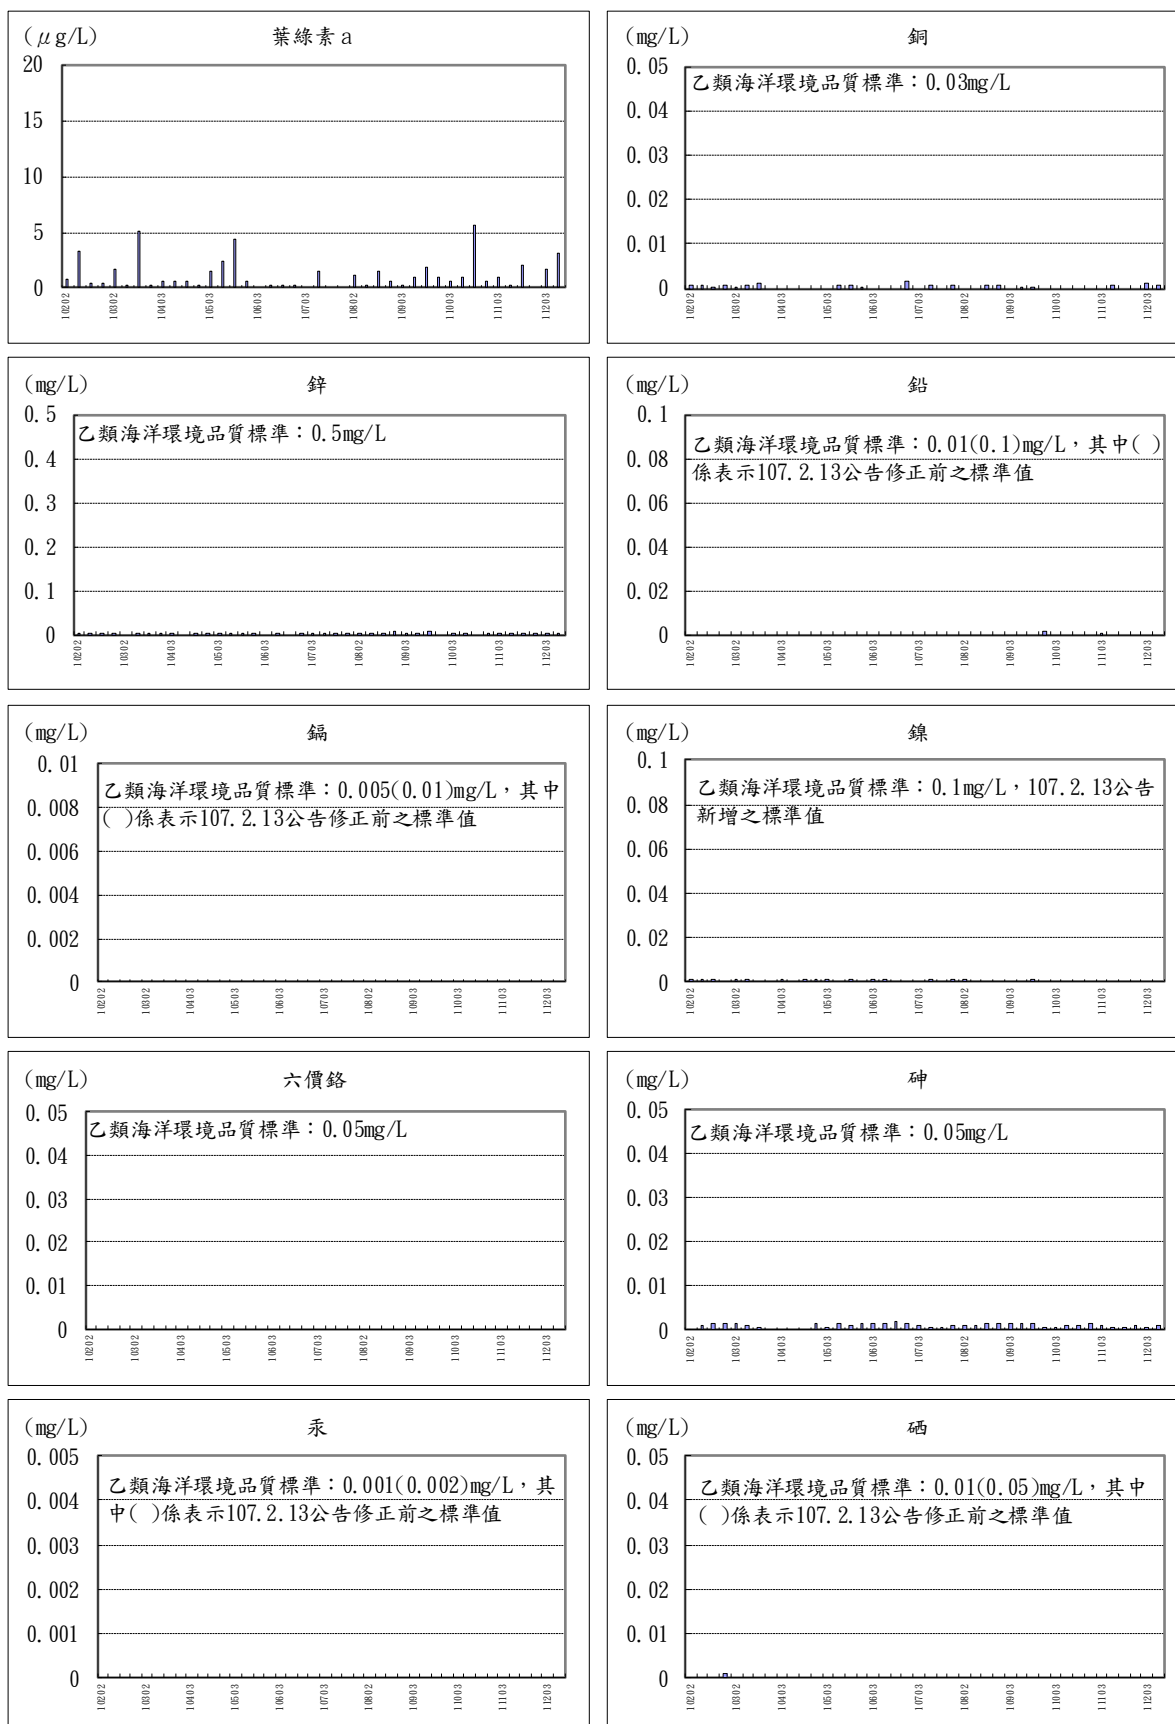 (μg/L) 葉綠素a
20
15
10
5
0
10202 10302 10403 10503 10603 10703 10802 10903 11003 11103 11203
(mg/L) 銅
0.05
乙類海洋環境品質標準：0.03mg/L
0.04
0.03
0.02
0.01
0
10202 10302 10403 10503 10603 10703 10802 10903 11003 11103 11203
(mg/L) 鋅
0.5
乙類海洋環境品質標準：0.5mg/L
0.4
0.3
0.2
0.1
0
10202 10302 10403 10503 10603 10703 10802 10903 11003 11103 11203
(mg/L) 鉛
0.1
乙類海洋環境品質標準：0.01(0.1)mg/L，其中( )
係表示107.2.13公告修正前之標準值
0.08
0.06
0.04
0.02
0
10202 10302 10403 10503 10603 10703 10802 10903 11003 11103 11203
(mg/L) 鎘
0.01
乙類海洋環境品質標準：0.005(0.01)mg/L，其中
( )係表示107.2.13公告修正前之標準值
0.008
0.006
0.004
0.002
0
10202 10302 10403 10503 10603 10703 10802 10903 11003 11103 11203
(mg/L) 鎳
0.1
乙類海洋環境品質標準：0.1mg/L，107.2.13公告
新增之標準值
0.08
0.06
0.04
0.02
0
10202 10302 10403 10503 10603 10703 10802 10903 11003 11103 11203
(mg/L) 六價鉻
0.05
乙類海洋環境品質標準：0.05mg/L
0.04
0.03
0.02
0.01
0
10202 10302 10403 10503 10603 10703 10802 10903 11003 11103 11203
(mg/L) 砷
0.05
乙類海洋環境品質標準：0.05mg/L
0.04
0.03
0.02
0.01
0
10202 10302 10403 10503 10603 10703 10802 10903 11003 11103 11203
(mg/L) 汞
0.005
乙類海洋環境品質標準：0.001(0.002)mg/L，其
中( )係表示107.2.13公告修正前之標準值
0.004
0.003
0.002
0.001
0
10202 10302 10403 10503 10603 10703 10802 10903 11003 11103 11203
(mg/L) 硒
0.05
乙類海洋環境品質標準：0.01(0.05)mg/L，其中
( )係表示107.2.13公告修正前之標準值
0.04
0.03
0.02
0.01
0
10202 10302 10403 10503 10603 10703 10802 10903 11003 11103 11203